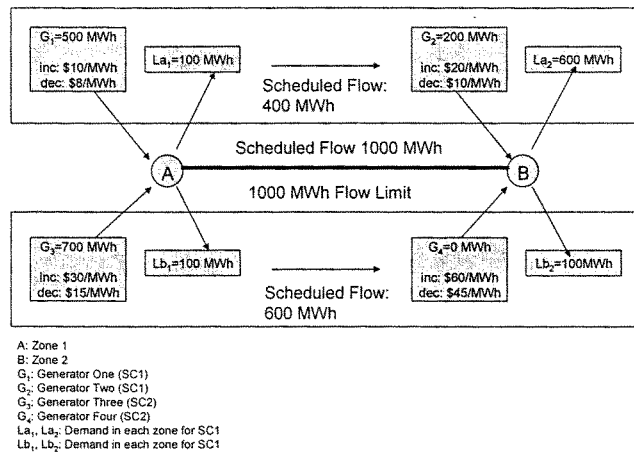 G₁=500 MWh
inc: $10/MWh
dec: $8/MWh
La₁=100 MWh
Scheduled Flow:
400 MWh
G₂=200 MWh
inc: $20/MWh
dec: $10/MWh
La₂=600 MWh
A
Scheduled Flow 1000 MWh
1000 MWh Flow Limit
B
G₃=700 MWh
inc: $30/MWh
dec: $15/MWh
Lb₁=100 MWh
Scheduled Flow:
600 MWh
G₄=0 MWh
inc: $60/MWh
dec: $45/MWh
Lb₂=100MWh
A: Zone 1
B: Zone 2
G₁: Generator One (SC1)
G₂: Generator Two (SC1)
G₃: Generator Three (SC2)
G₄: Generator Four (SC2)
La₁, La₂: Demand in each zone for SC1
Lb₁, Lb₂: Demand in each zone for SC1